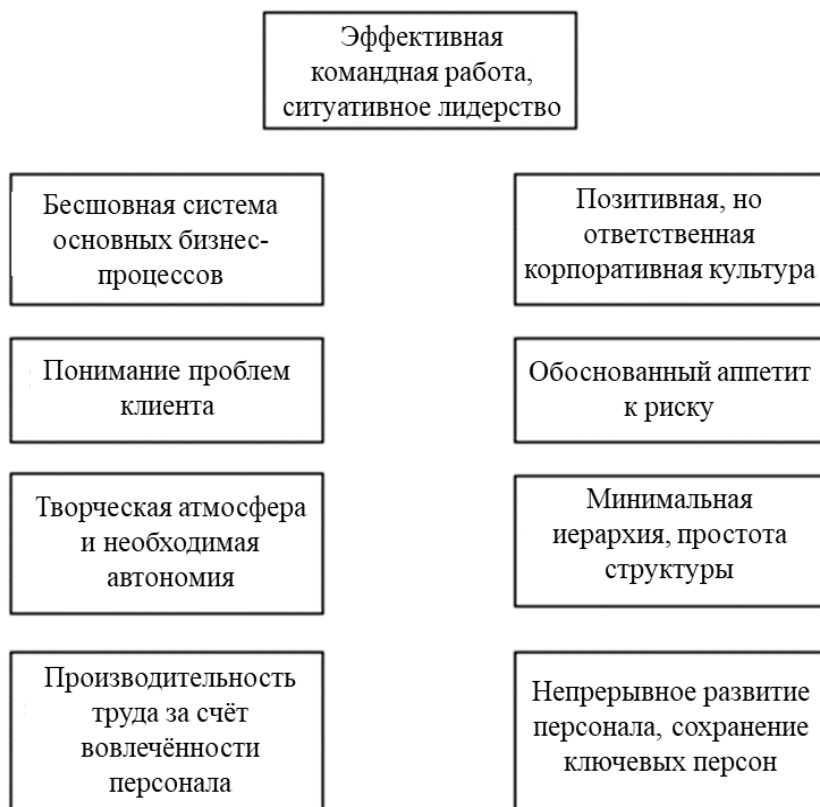 Эффективная
командная работа,
ситуативное лидерство
Бесшовная система
основных бизнес-
процессов
Позитивная, но
ответственная
корпоративная культура
Понимание проблем
клиента
Обоснованный аппетит
к риску
Творческая атмосфера
и необходимая
автономия
Минимальная
иерархия, простота
структуры
Производительность
труда за счёт
вовлечённости
персонала
Непрерывное развитие
персонала, сохранение
ключевых персон